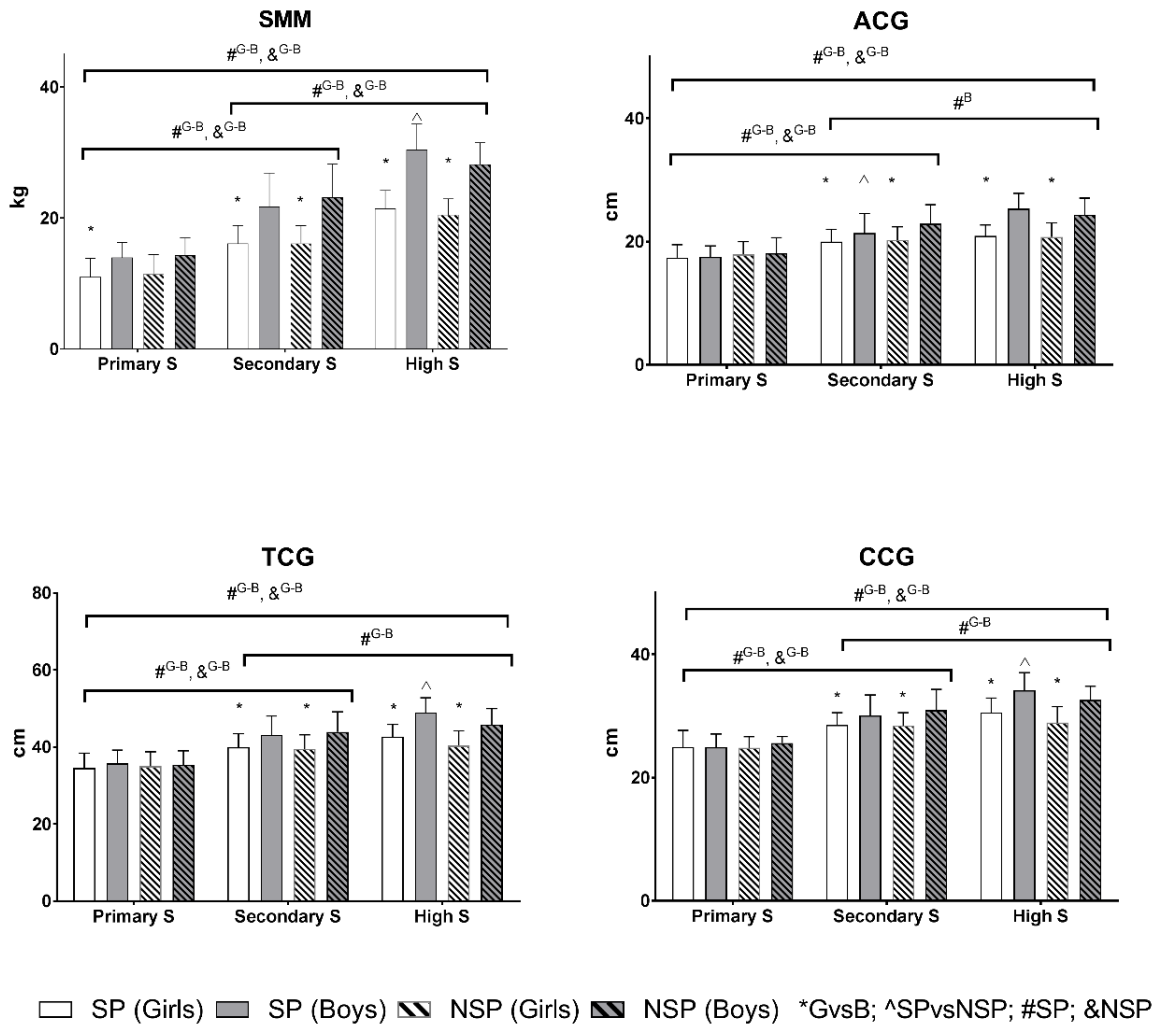 SMM
#G-B, &G-B
#G-B, &G-B
#G-B, &G-B
40
20
0
kg
* * ^ * * * *
Primary S Secondary S High S
ACG
#G-B, &G-B
#B
#G-B, &G-B
40
20
0
cm
* ^ * * *
Primary S Secondary S High S
TCG
#G-B, &G-B
#G-B
#G-B, &G-B
80
60
40
20
0
cm
* * * ^ *
Primary S Secondary S High S
CCG
#G-B, &G-B
#G-B
#G-B, &G-B
40
20
0
cm
* * * ^ *
Primary S Secondary S High S
SP (Girls) SP (Boys) NSP (Girls) NSP (Boys) *GvsB; ^SPvsNSP; #SP; &NSP